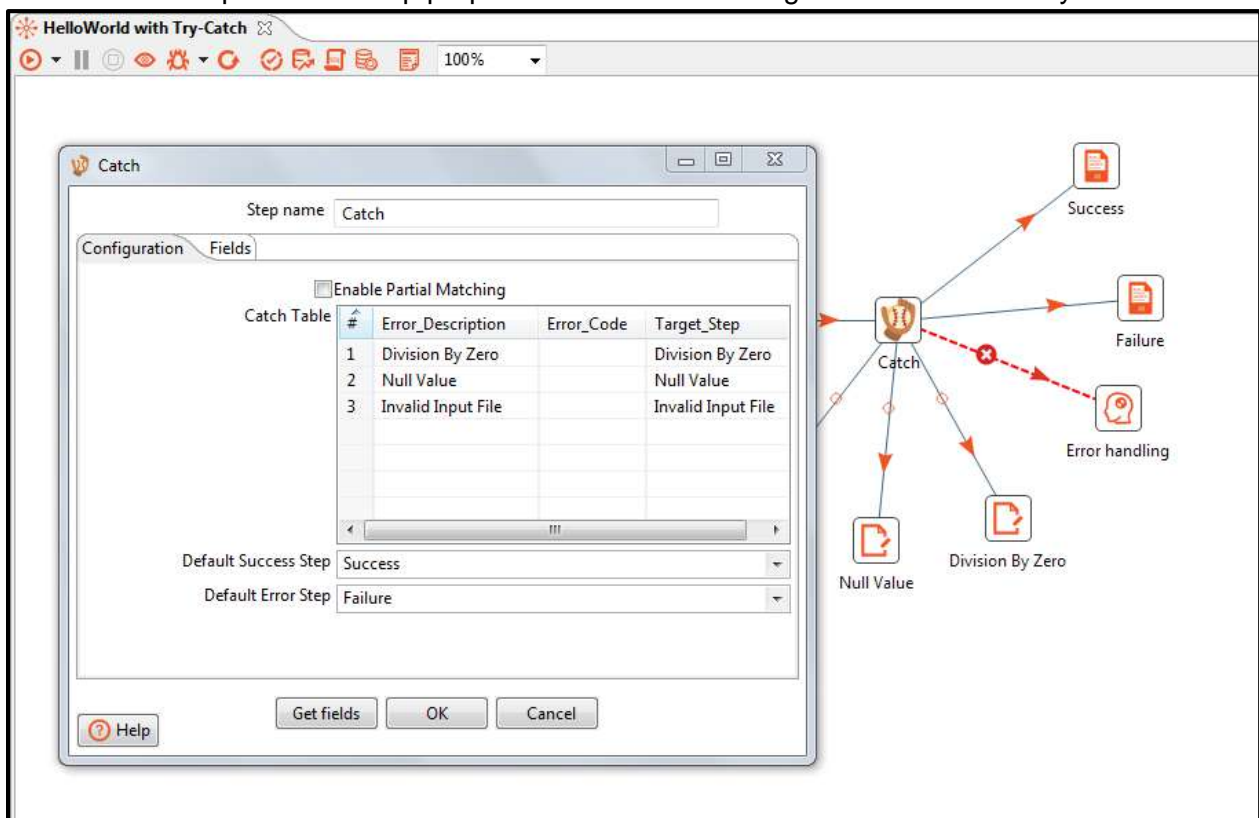 HelloWorld with Try-Catch
100%
Catch
Step name Catch
Configuration Fields
Enable Partial Matching
Catch Table # Error_Description Error_Code Target_Step
1 Division By Zero Division By Zero
2 Null Value Null Value
3 Invalid Input File Invalid Input File
Default Success Step Success
Default Error Step Failure
Help Get fields OK Cancel
Success
Failure
Catch
Error handling
Null Value
Division By Zero